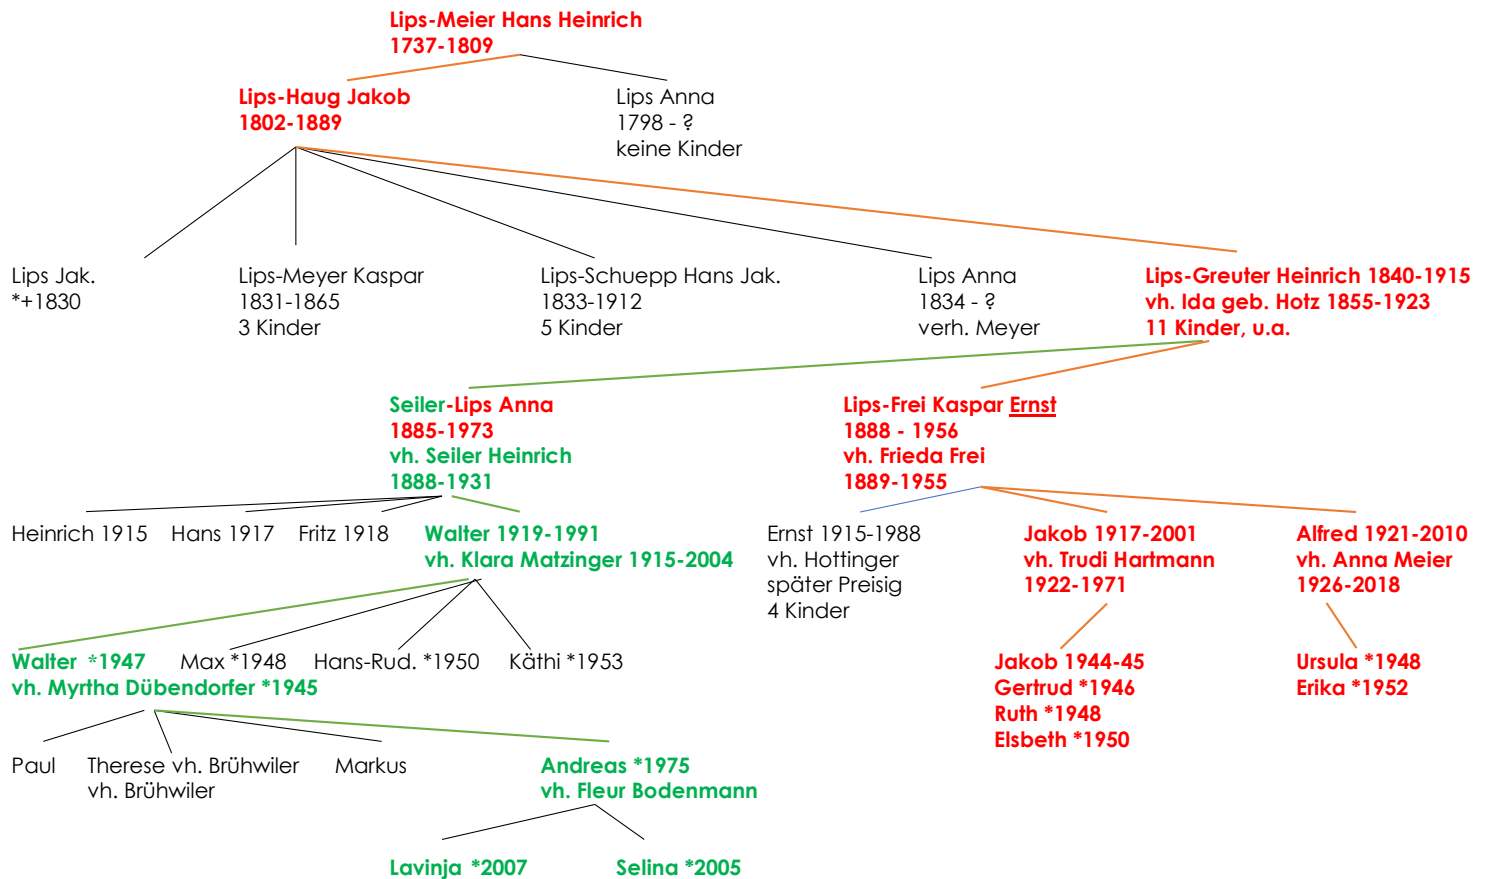 Lips-Meier Hans Heinrich
1737-1809
Lips-Haug Jakob
1802-1889
Lips Anna
1798 - ?
keine Kinder
Lips Jak.
*+1830
Lips-Meyer Kaspar
1831-1865
3 Kinder
Lips-Schuepp Hans Jak.
1833-1912
5 Kinder
Lips Anna
1834 - ?
verh. Meyer
Lips-Greuter Heinrich 1840-1915
vh. Ida geb. Hotz 1855-1923
11 Kinder, u.a.
Seiler-Lips Anna
1885-1973
vh. Seiler Heinrich
1888-1931
Lips-Frei Kaspar Ernst
1888 - 1956
vh. Frieda Frei
1889-1955
Heinrich 1915
Hans 1917
Fritz 1918
Walter 1919-1991
vh. Klara Matzinger 1915-2004
Ernst 1915-1988
vh. Hottinger
später Preisig
4 Kinder
Jakob 1917-2001
vh. Trudi Hartmann
1922-1971
Alfred 1921-2010
vh. Anna Meier
1926-2018
Walter *1947
vh. Myrtha Dübendorfer *1945
Max *1948
Hans-Rud. *1950
Käthi *1953
Jakob 1944-45
Gertrud *1946
Ruth *1948
Elsbeth *1950
Ursula *1948
Erika *1952
Paul
Therese vh. Brühwiler
vh. Brühwiler
Markus
Andreas *1975
vh. Fleur Bodenmann
Lavinja *2007
Selina *2005